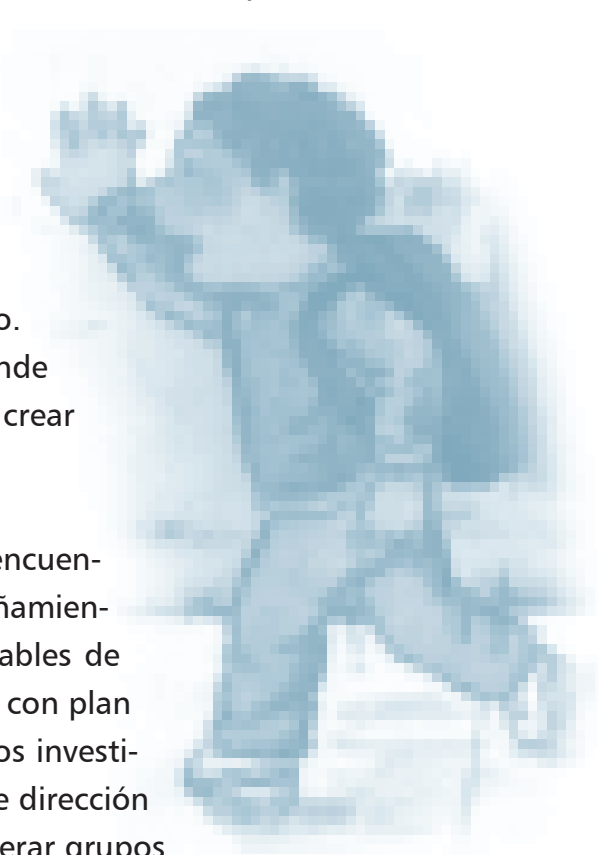 o.
nde
crear
encuen-
ñamien-
ables de
con plan
os investi-
e dirección
erar grupos